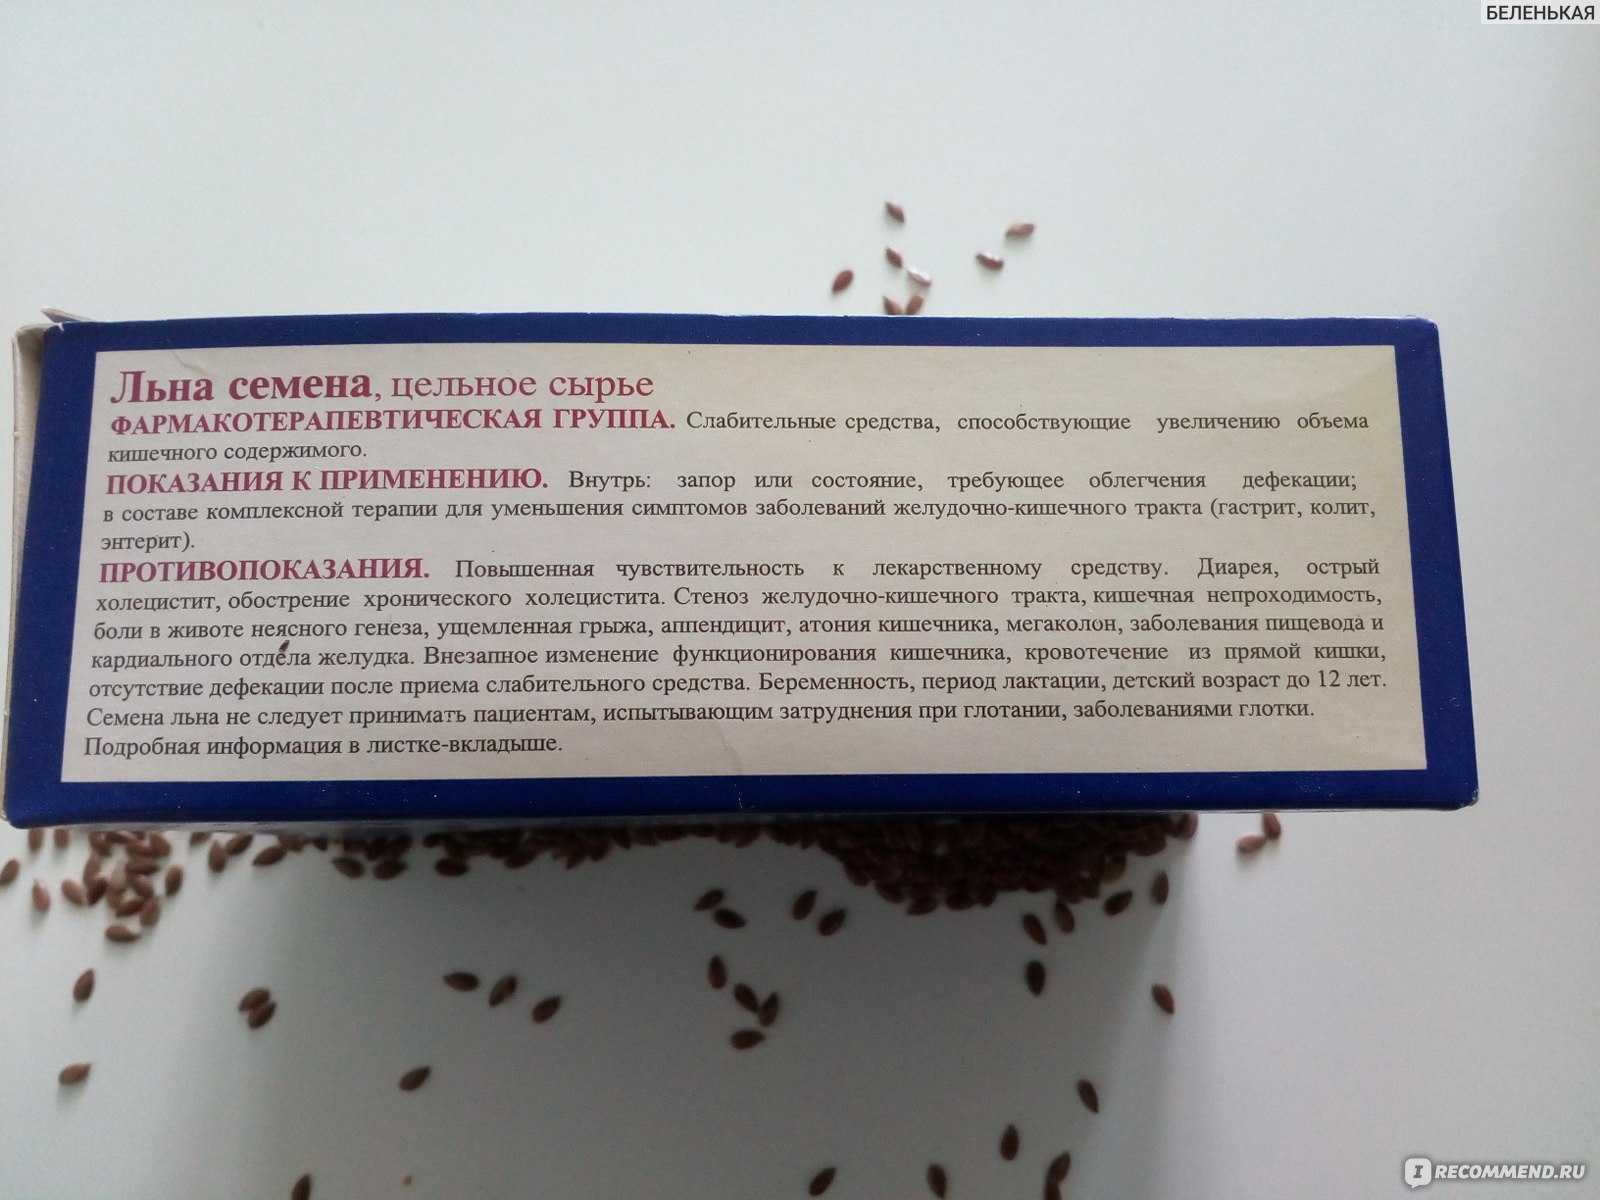 БЕЛЕНЬКАЯ
Льна семена, цельное сырье
ФАРМАКОТЕРАПЕВТИЧЕСКАЯ ГРУППА. Слабительные средства, способствующие увеличению объема
кишечного содержимого.
ПОКАЗАНИЯ К ПРИМЕНЕНИЮ. Внутрь: запор или состояние, требующее облегчения дефекации;
в составе комплексной терапии для уменьшения симптомов заболеваний желудочно-кишечного тракта (гастрит, колит,
энтерит).
ПРОТИВОПОКАЗАНИЯ. Повышенная чувствительность к лекарственному средству. Диарея, острый
холецистит, обострение хронического холецистита. Стеноз желудочно-кишечного тракта, кишечная непроходимость,
боли в животе неясного генеза, ущемленная грыжа, аппендицит, атония кишечника, мегаколон, заболевания пищевода и
кардиального отдела желудка. Внезапное изменение функционирования кишечника, кровотечение из прямой кишки,
отсутствие дефекации после приема слабительного средства. Беременность, период лактации, детский возраст до 12 лет.
Семена льна не следует принимать пациентам, испытывающим затруднения при глотании, заболеваниями глотки.
Подробная информация в листке-вкладыше.
IRECOMMEND.RU